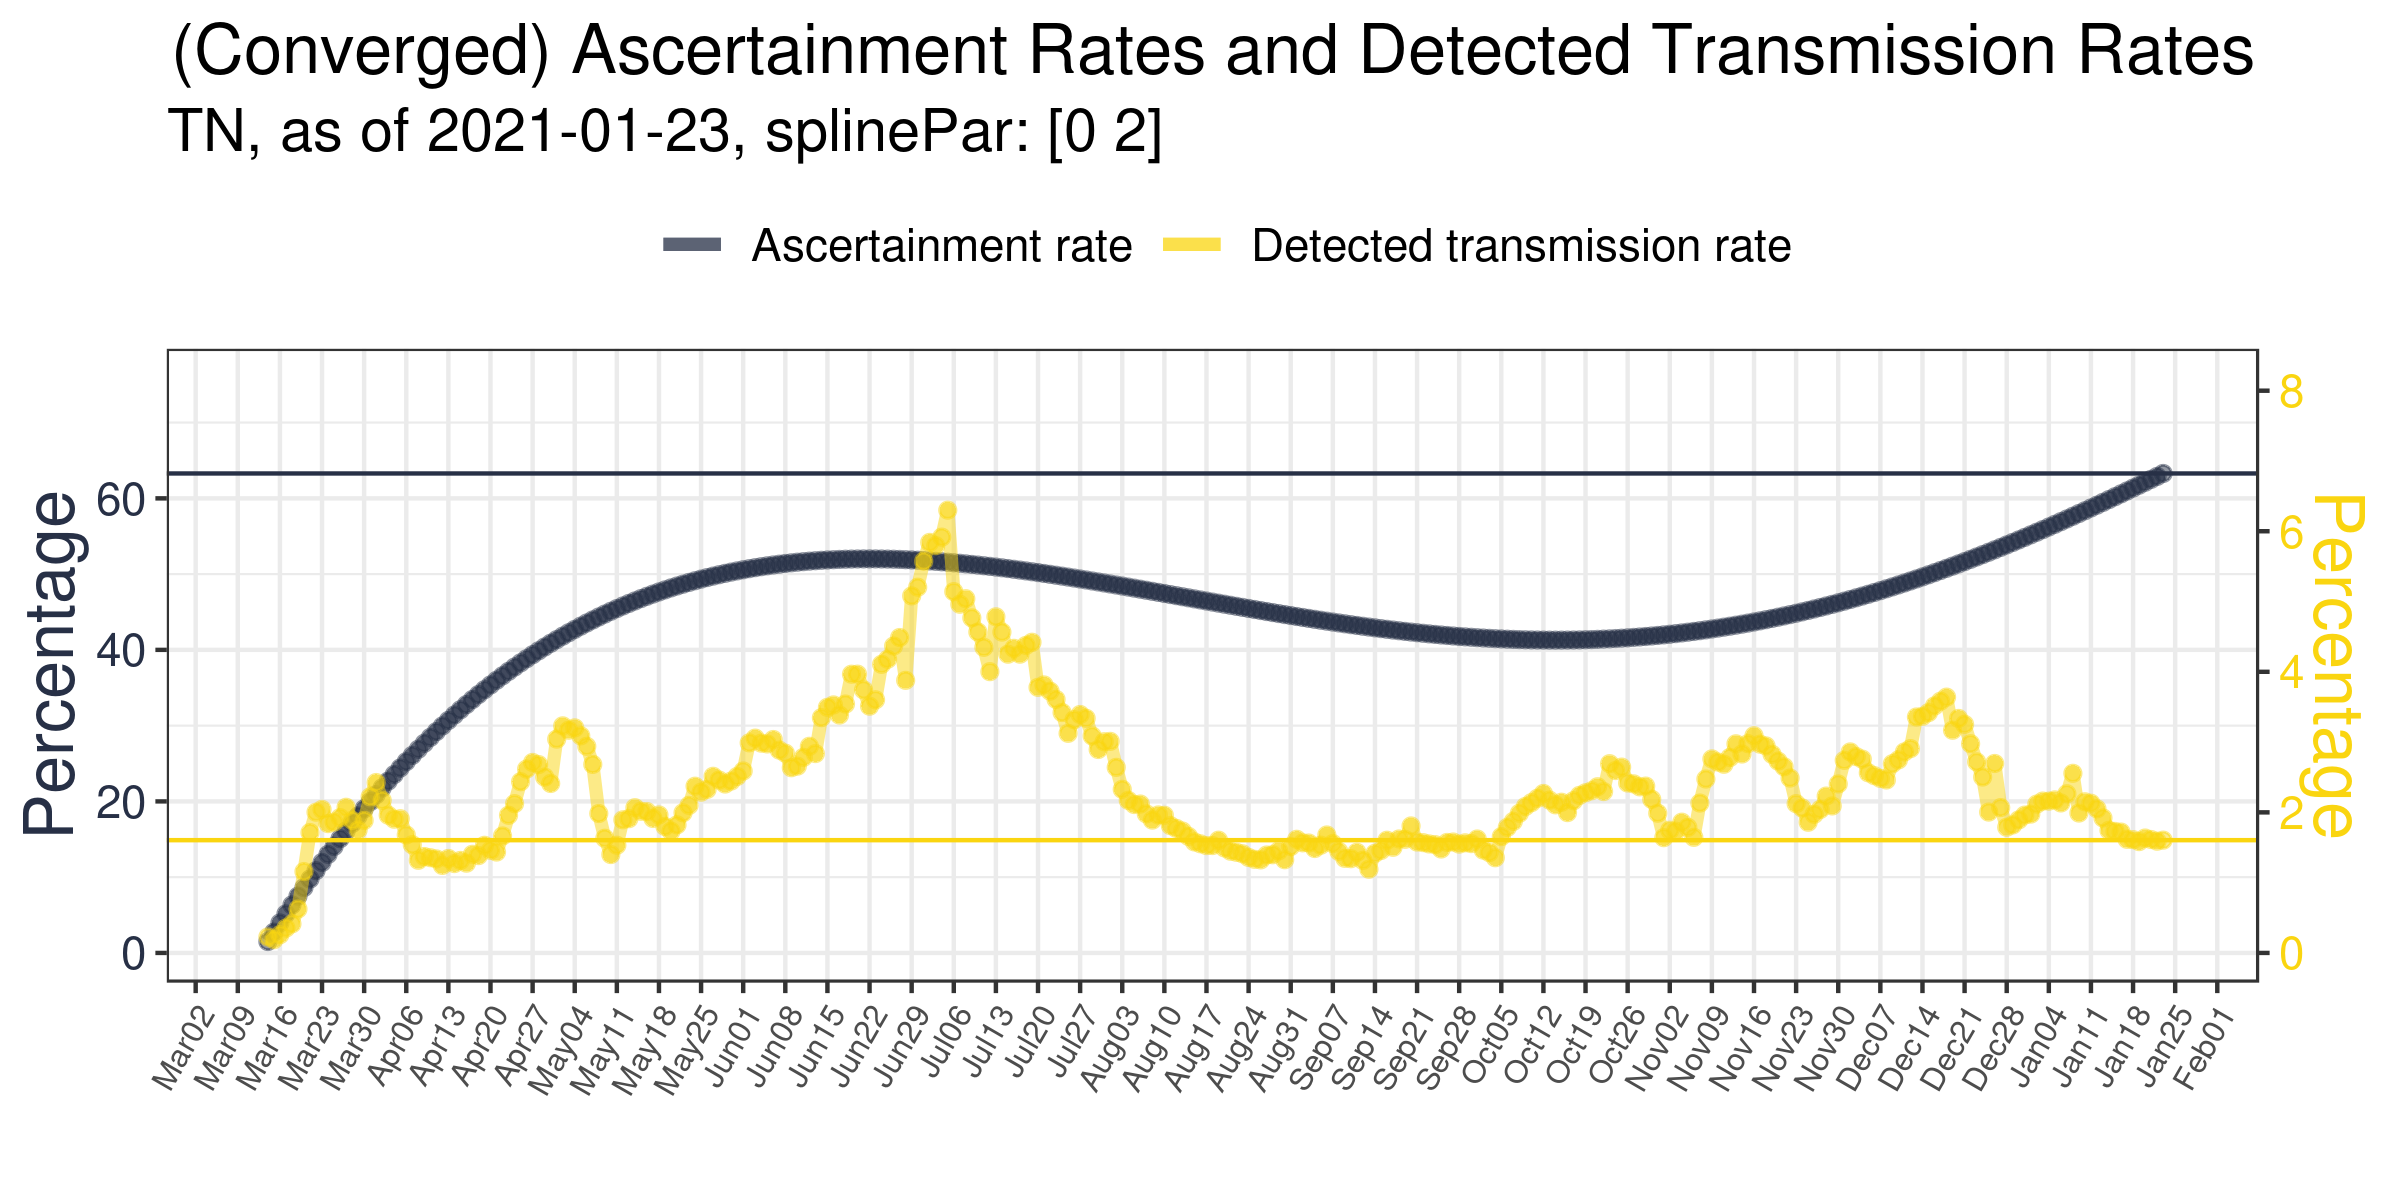 (Converged) Ascertainment Rates and Detected Transmission Rates
TN, as of 2021-01-23, splinePar: [0 2]
Ascertainment rate Detected transmission rate
Percentage
60
40
20
0
8
6
4
2
0
Percentage
Mar02 Mar09 Mar16 Mar23 Mar30 Apr06 Apr13 Apr20 Apr27 May04 May11 May18 May25 Jun01 Jun08 Jun15 Jun22 Jun29 Jul06 Jul13 Jul20 Jul27 Aug03 Aug10 Aug17 Aug24 Aug31 Sep07 Sep14 Sep21 Sep28 Oct05 Oct12 Oct19 Oct26 Nov02 Nov09 Nov16 Nov23 Nov30 Dec07 Dec14 Dec21 Dec28 Jan04 Jan11 Jan18 Jan25 Feb01